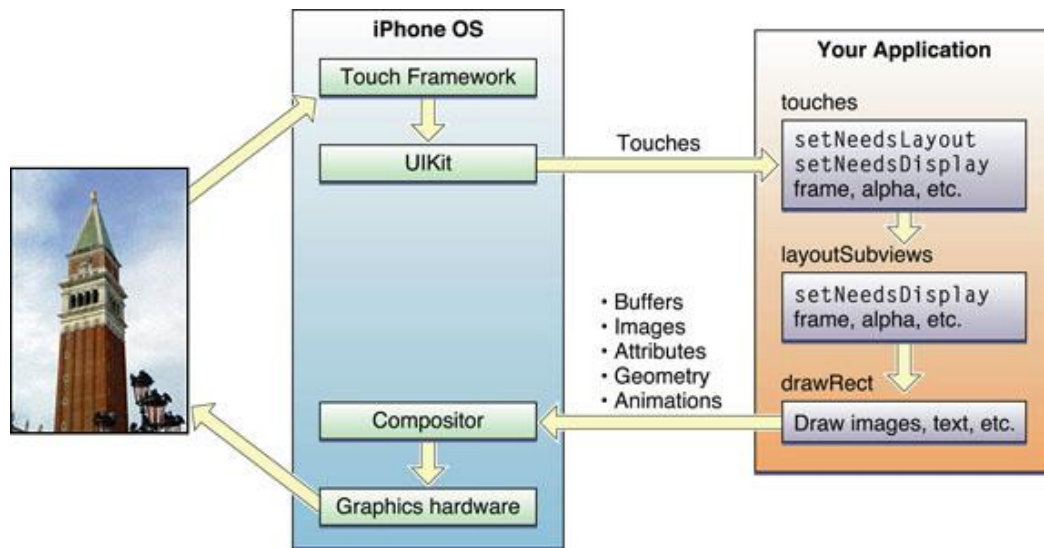 iPhone OS
Touch Framework
UIKit
Compositor
Graphics hardware
Touches
• Buffers
• Images
• Attributes
• Geometry
• Animations
Your Application
touches
setNeedsLayout
setNeedsDisplay
frame, alpha, etc.
layoutSubviews
setNeedsDisplay
frame, alpha, etc.
drawRect
Draw images, text, etc.